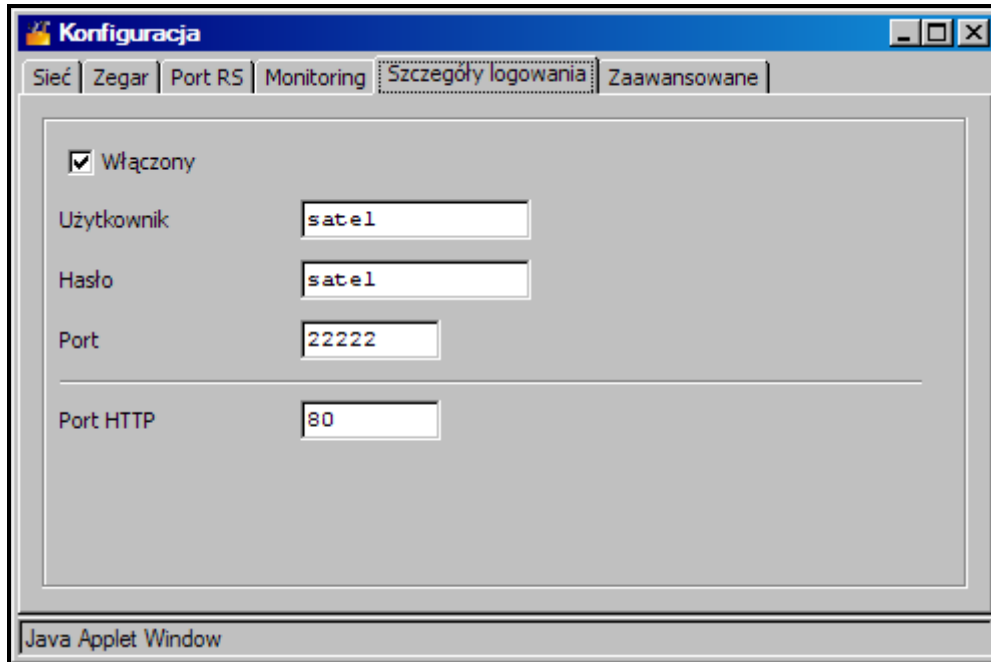 Konfiguracja
Sieć Zegar Port RS Monitoring Szczegóły logowania Zaawansowane
Włączony
Użytkownik satel
Hasło satel
Port 22222
Port HTTP 80
Java Applet Window